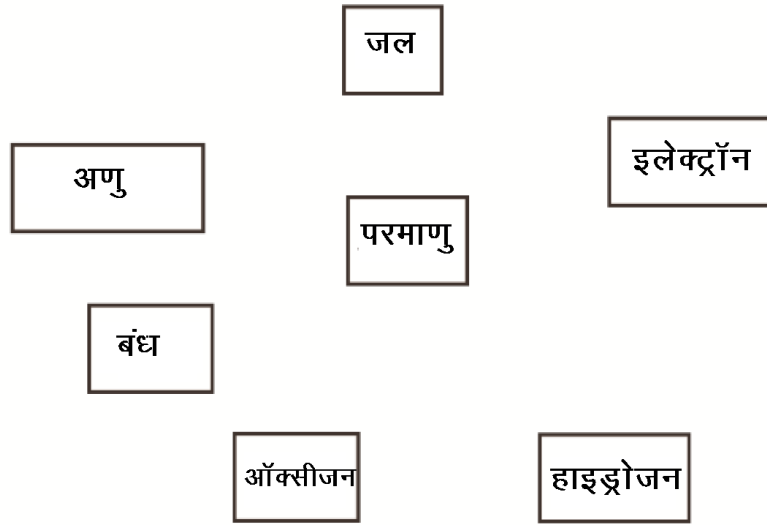 जल
इलेक्ट्रॉन
अणु
परमाणु
बंध
ऑक्सीजन
हाइड्रोजन